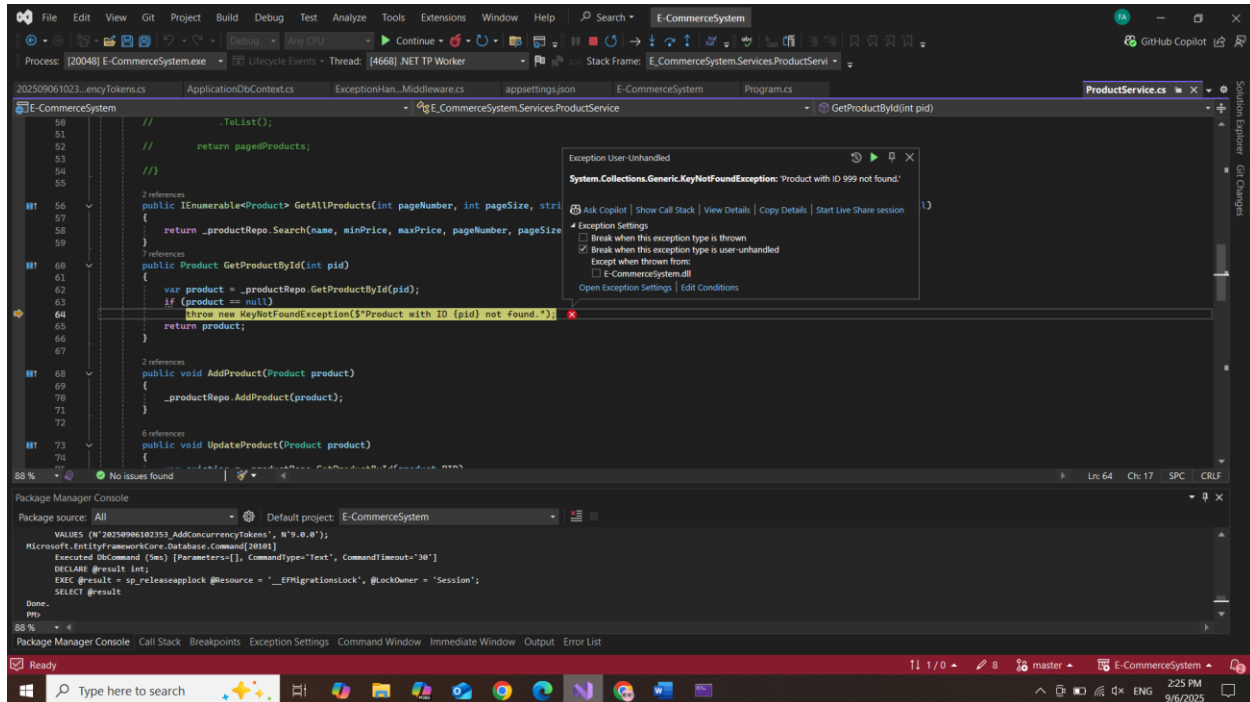 File Edit View Git Project Build Debug Test Analyze Tools Extensions Window Help Search E-CommerceSystem FA
Debug Any CPU Continue GitHub Copilot
Process: [20048] E-CommerceSystem.exe Lifecycle Events Thread: [4668] .NET TP Worker Stack Frame: E_CommerceSystem.Services.ProductServi
202509061023...encyTokens.cs ApplicationDbContext.cs ExceptionHan...Middleware.cs appsettings.json E-CommerceSystem Program.cs ProductService.cs
E-CommerceSystem E_CommerceSystem.Services.ProductService GetProductById(int pid)
Solution Explorer Git Changes
50 // .ToList();
51
52 // return pagedProducts;
53
54 //}
55
2 references
56 public IEnumerable<Product> GetAllProducts(int pageNumber, int pageSize, stri l)
57 {
58 return _productRepo.Search(name, minPrice, maxPrice, pageNumber, pageSize
59 }
7 references
60 public Product GetProductById(int pid)
61 {
62 var product = _productRepo.GetProductById(pid);
63 if (product == null)
64 throw new KeyNotFoundException($"Product with ID {pid} not found.");
65 return product;
66 }
67
2 references
68 public void AddProduct(Product product)
69 {
70 _productRepo.AddProduct(product);
71 }
72
6 references
73 public void UpdateProduct(Product product)
74 {
Exception User-Unhandled
System.Collections.Generic.KeyNotFoundException: 'Product with ID 999 not found.'
Ask Copilot | Show Call Stack | View Details | Copy Details | Start Live Share session
Exception Settings
Break when this exception type is thrown
Break when this exception type is user-unhandled
Except when thrown from:
E-CommerceSystem.dll
Open Exception Settings | Edit Conditions
88 % No issues found Ln: 64 Ch: 17 SPC CRLF
Package Manager Console
Package source: All Default project: E-CommerceSystem
VALUES (N'20250906102353_AddConcurrencyTokens', N'9.0.0');
Microsoft.EntityFrameworkCore.Database.Command[20101]
Executed DbCommand (5ms) [Parameters=[], CommandType='Text', CommandTimeout='30']
DECLARE @result int;
EXEC @result = sp_releaseapplock @Resource = '__EFMigrationsLock', @LockOwner = 'Session';
SELECT @result
Done.
PM>
88 %
Package Manager Console Call Stack Breakpoints Exception Settings Command Window Immediate Window Output Error List
Ready 1/0 8 master E-CommerceSystem 2
Type here to search ENG 2:25 PM
9/6/2025